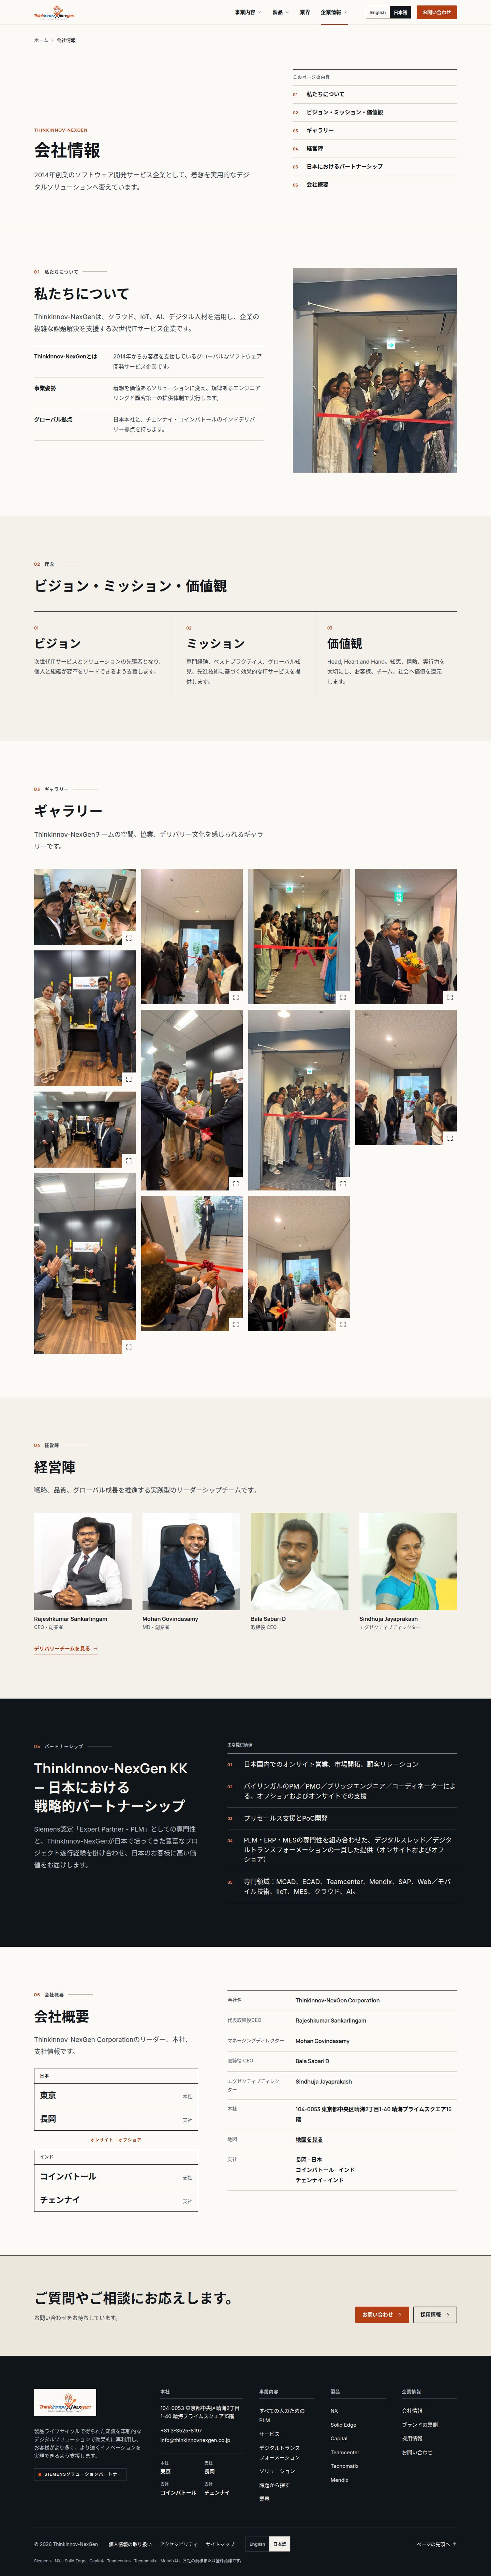 ThinkInnov-Nexgen
事業内容
製品
業界
企業情報
English
日本語
お問い合わせ
ホーム / 会社情報
このページの内容
01 私たちについて
02 ビジョン・ミッション・価値観
03 ギャラリー
04 経営陣
05 日本におけるパートナーシップ
06 会社概要
THINKINNOV-NEXGEN
会社情報
2014年創業のソフトウェア開発サービス企業として、着想を実用的なデジ
タルソリューションへ変えています。
01 私たちについて
私たちについて
ThinkInnov-NexGenは、クラウド、IoT、AI、デジタル人材を活用し、企業の
複雑な課題解決を支援する次世代ITサービス企業です。
ThinkInnov-NexGenとは
2014年からお客様を支援しているグローバルなソフトウェア
開発サービス企業です。
事業姿勢
着想を価値あるソリューションに変え、規律あるエンジニア
リングと顧客第一の提供体制で実行します。
グローバル拠点
日本本社と、チェンナイ・コインバトールのインドデリバ
リー拠点を持ちます。
02 理念
ビジョン・ミッション・価値観
01
ビジョン
次世代ITサービスとソリューションの先駆者となり、
個人と組織が変革をリードできるよう支援します。
02
ミッション
専門経験、ベストプラクティス、グローバル知
見、先進技術に基づく効果的なITサービスを提
供します。
03
価値観
Head, Heart and Hand。知恵、情熱、実行力を
大切にし、お客様、チーム、社会へ価値を還元
します。
03 ギャラリー
ギャラリー
ThinkInnov-NexGenチームの空間、協業、デリバリー文化を感じられるギャラ
リーです。
04 経営陣
経営陣
戦略、品質、グローバル成長を推進する実践型のリーダーシップチームです。
Rajeshkumar Sankarlingam
CEO・創業者
Mohan Govindasamy
MD・創業者
Bala Sabari D
取締役 CEO
Sindhuja Jayaprakash
エグゼクティブディレクター
デリバリーチームを見る →
05 パートナーシップ
ThinkInnov-NexGen KK
— 日本における
戦略的パートナーシップ
Siemens認定「Expert Partner - PLM」としての専門性
と、ThinkInnov-NexGenが日本で培ってきた豊富なプロ
ジェクト遂行経験を掛け合わせ、日本のお客様に高い価
値をお届けします。
主な提供価値
01 日本国内でのオンサイト営業、市場開拓、顧客リレーション
02 バイリンガルのPM／PMO／ブリッジエンジニア／コーディネーターによ
る、オフショアおよびオンサイトでの支援
03 プリセールス支援とPoC開発
04 PLM・ERP・MESの専門性を組み合わせた、デジタルスレッド／デジタ
ルトランスフォーメーションの一貫した提供（オンサイトおよびオフ
ショア）
05 専門領域：MCAD、ECAD、Teamcenter、Mendix、SAP、Web／モバ
イル技術、IIoT、MES、クラウド、AI。
06 会社概要
会社概要
ThinkInnov-NexGen Corporationのリーダー、本社、
支社情報です。
日本
東京 本社
長岡 支社
オンサイト オフショア
インド
コインバトール 支社
チェンナイ 支社
会社名 ThinkInnov-NexGen Corporation
代表取締役CEO Rajeshkumar Sankarlingam
マネージングディレクター Mohan Govindasamy
取締役 CEO Bala Sabari D
エグゼクティブディレク
ター
Sindhuja Jayaprakash
本社 104-0053 東京都中央区晴海2丁目1-40 晴海プライムスクエア15
階
地図 地図を見る
支社 長岡 - 日本
コインバトール - インド
チェンナイ - インド
ご質問やご相談にお応えします。
お問い合わせをお待ちしています。
お問い合わせ →
採用情報 →
ThinkInnov-Nexgen
製品ライフサイクルで得られた知識を革新的な
デジタルソリューションで効果的に再利用し、
お客様がより多く、より速くイノベーションを
実現できるよう支援します。
SIEMENSソリューションパートナー
本社
104-0053 東京都中央区晴海2丁目
1-40 晴海プライムスクエア15階
+81 3-3525-8197
info@thinkinnovnexgen.co.jp
本社
東京
支社
長岡
支社
コインバトール
支社
チェンナイ
事業内容
すべての人のための
PLM
サービス
デジタルトランス
フォーメーション
ソリューション
課題から探す
業界
製品
NX
Solid Edge
Capital
Teamcenter
Tecnomatix
Mendix
企業情報
会社情報
ブランドの裏側
採用情報
お問い合わせ
© 2026 ThinkInnov-NexGen
個人情報の取り扱い
アクセシビリティ
サイトマップ
English
日本語
ページの先頭へ ↑
Siemens、NX、Solid Edge、Capital、Teamcenter、Tecnomatix、Mendixは、各社の商標または登録商標です。